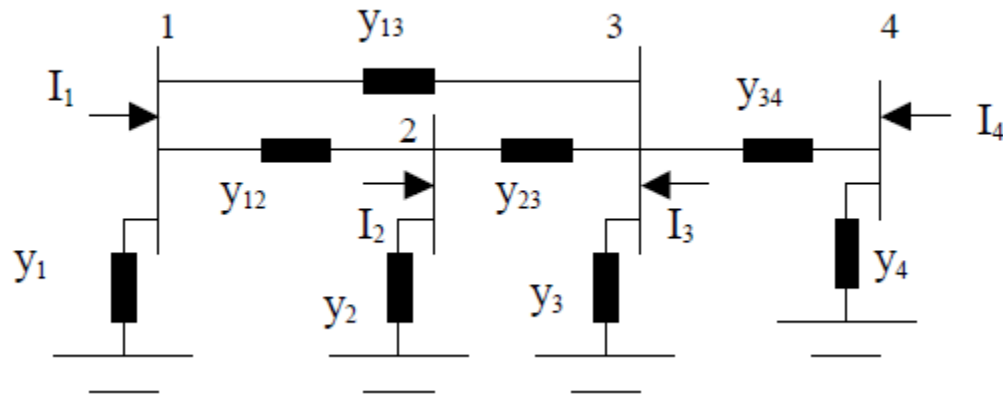 1 y₁₃ 3 4
I₁ y₃₄ I₄
2
y₁₂ y₂₃
I₂ I₃
y₁ y₂ y₃ y₄